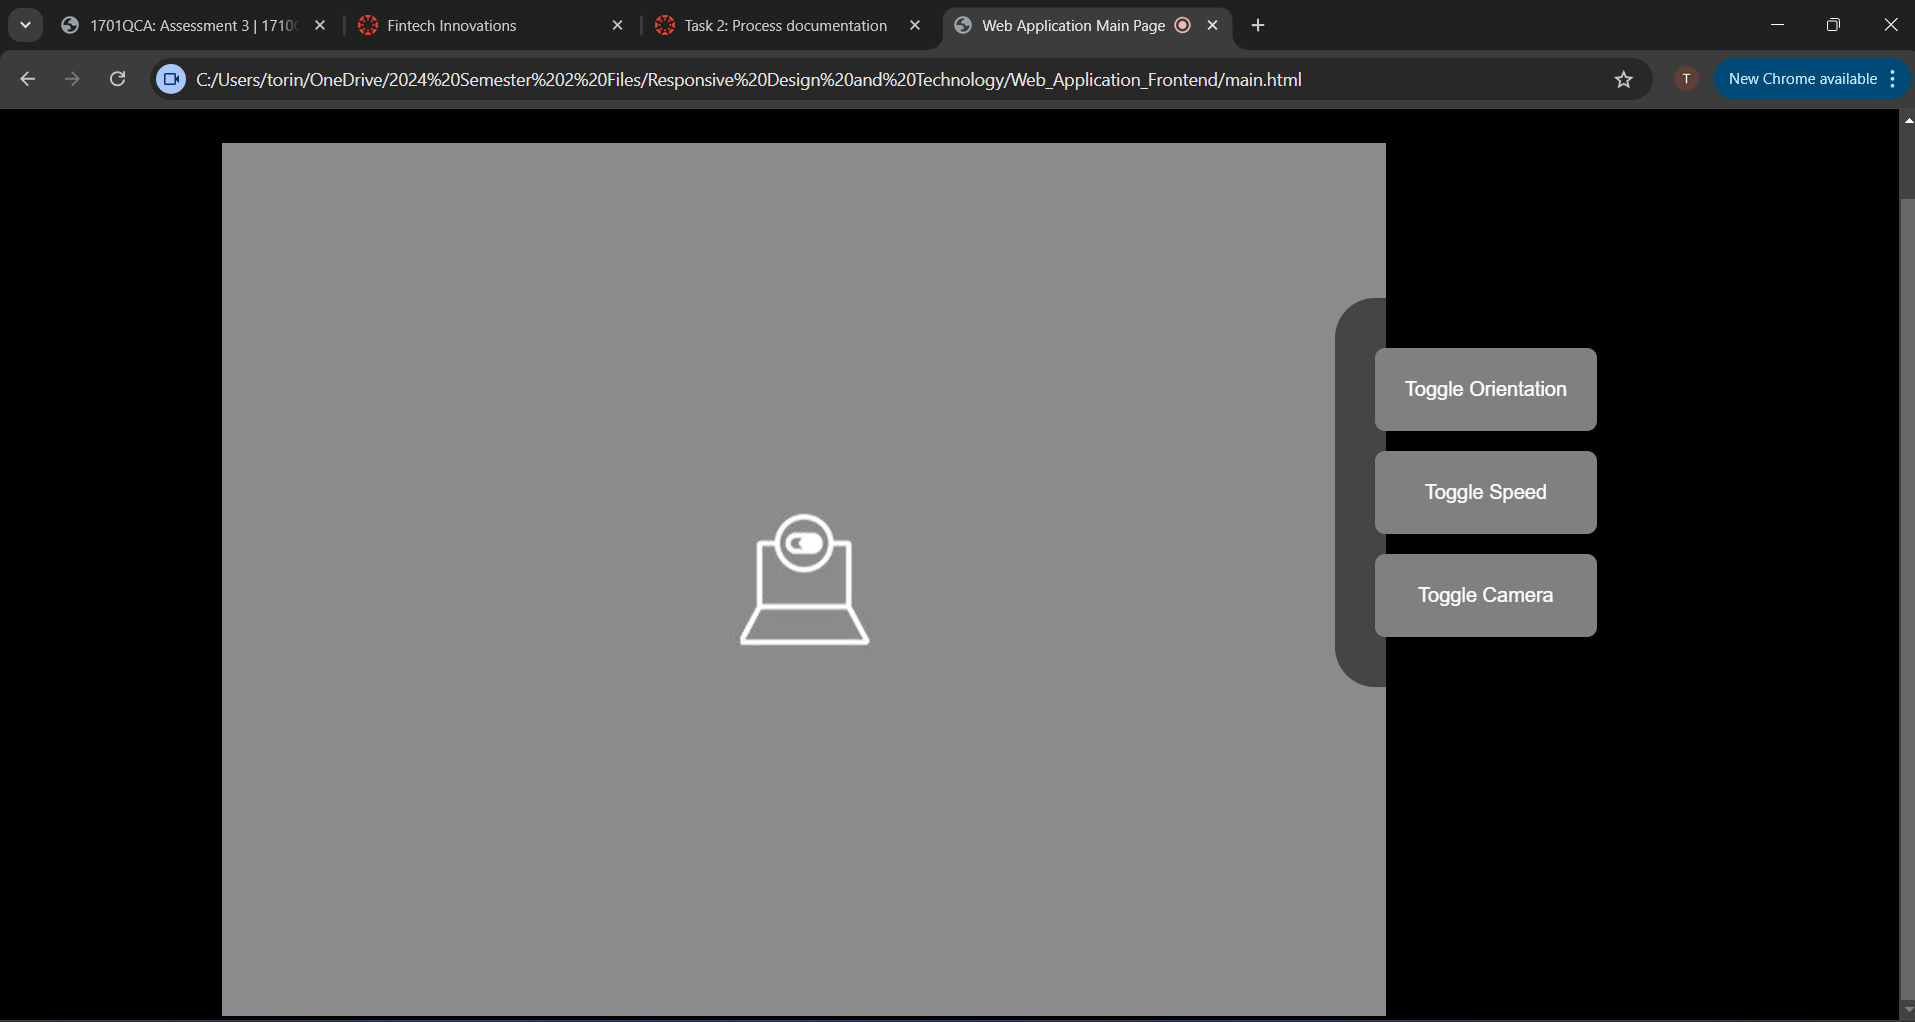 1701QCA: Assessment 3 | 1710
Fintech Innovations
Task 2: Process documentation
Web Application Main Page
C:/Users/torin/OneDrive/2024%20Semester%202%20Files/Responsive%20Design%20and%20Technology/Web_Application_Frontend/main.html
T
New Chrome available
Toggle Orientation
Toggle Speed
Toggle Camera